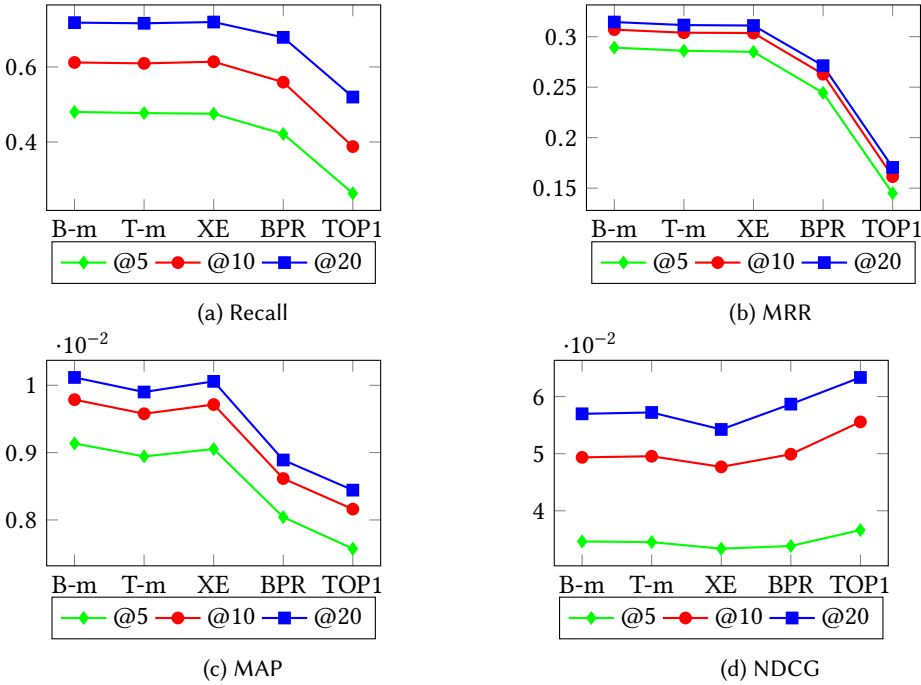 0.6
0.4
B-m T-m XE BPR TOP1
@5 @10 @20
(a) Recall
0.3
0.25
0.2
0.15
B-m T-m XE BPR TOP1
@5 @10 @20
(b) MRR
·10⁻²
1
0.9
0.8
B-m T-m XE BPR TOP1
@5 @10 @20
(c) MAP
·10⁻²
6
5
4
B-m T-m XE BPR TOP1
@5 @10 @20
(d) NDCG